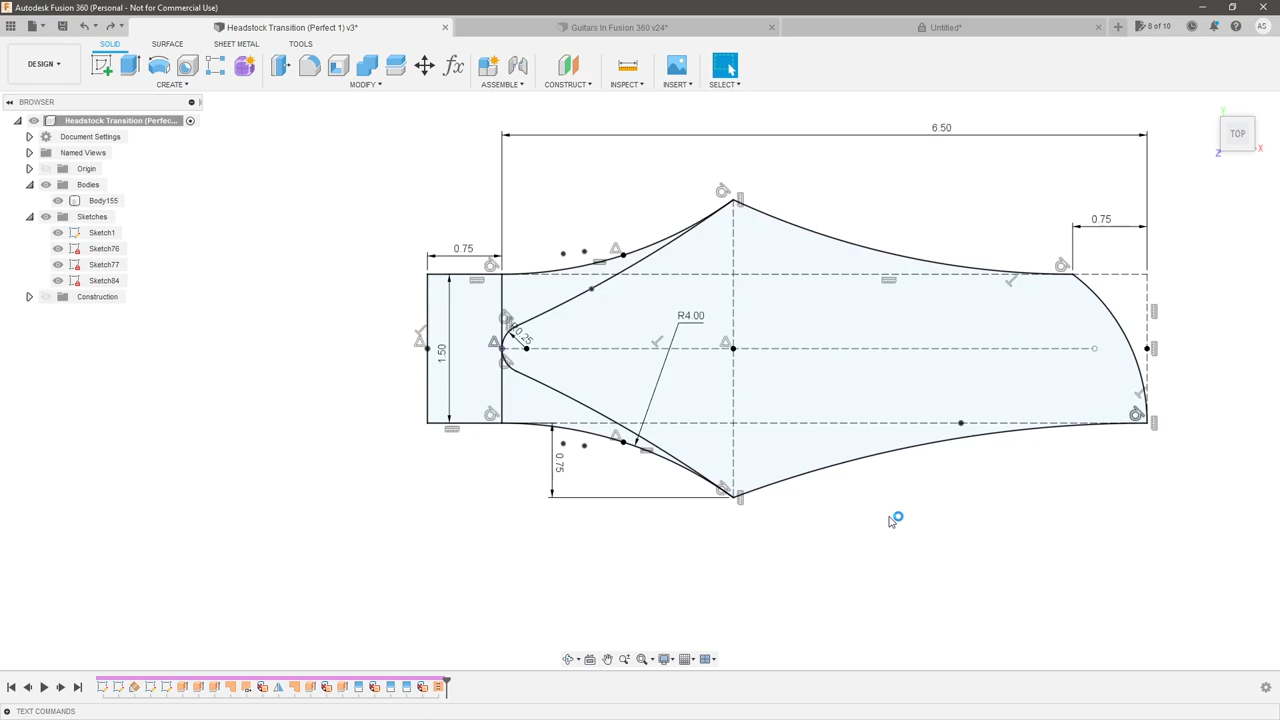 Autodesk Fusion 360 (Personal - Not for Commercial Use)
Headstock Transition (Perfect 1) v3*
Guitars In Fusion 360 v24*
Untitled*
8 of 10
AS
SOLID
SURFACE
SHEET METAL
TOOLS
DESIGN
CREATE
MODIFY
ASSEMBLE
CONSTRUCT
INSPECT
INSERT
SELECT
BROWSER
Headstock Transition (Perfec...
Document Settings
Named Views
Origin
Bodies
Body155
Sketches
Sketch1
Sketch76
Sketch77
Sketch84
Construction
Y
TOP
X
Z
6.50
0.75
0.75
R4.00
R0.25
1.50
0.75
TEXT COMMANDS